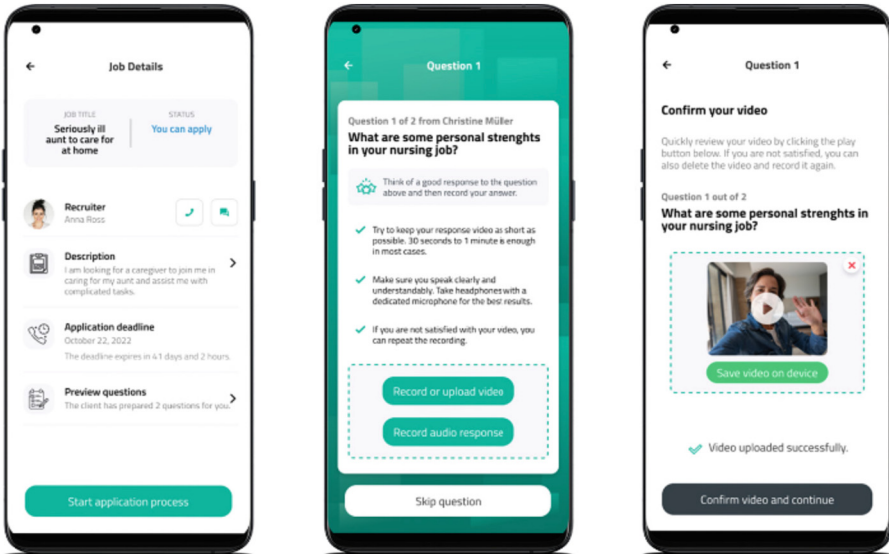 Job Details
JOB TITLE
Seriously ill
aunt to care for
at home
STATUS
You can apply
Recruiter
Anna Ross
Description
I am looking for a caregiver to join me in
caring for my aunt and assist me with
complicated tasks.
Application deadline
October 22, 2022
The deadline expires in 41 days and 2 hours.
Preview questions
The client has prepared 2 questions for you.
Start application process
Question 1
Question 1 of 2 from Christine Müller
What are some personal strenghts
in your nursing job?
Think of a good response to the question
above and then record your answer.
Try to keep your response video as short as
possible. 30 seconds to 1 minute is enough
in most cases.
Make sure you speak clearly and
understandably. Take headphones with a
dedicated microphone for the best results.
If you are not satisfied with your video, you
can repeat the recording.
Record or upload video
Record audio response
Skip question
Question 1
Confirm your video
Quickly review your video by clicking the play
button below. If you are not satisfied, you can
also delete the video and record it again.
Question 1 out of 2
What are some personal strenghts in
your nursing job?
Save video on device
Video uploaded successfully.
Confirm video and continue